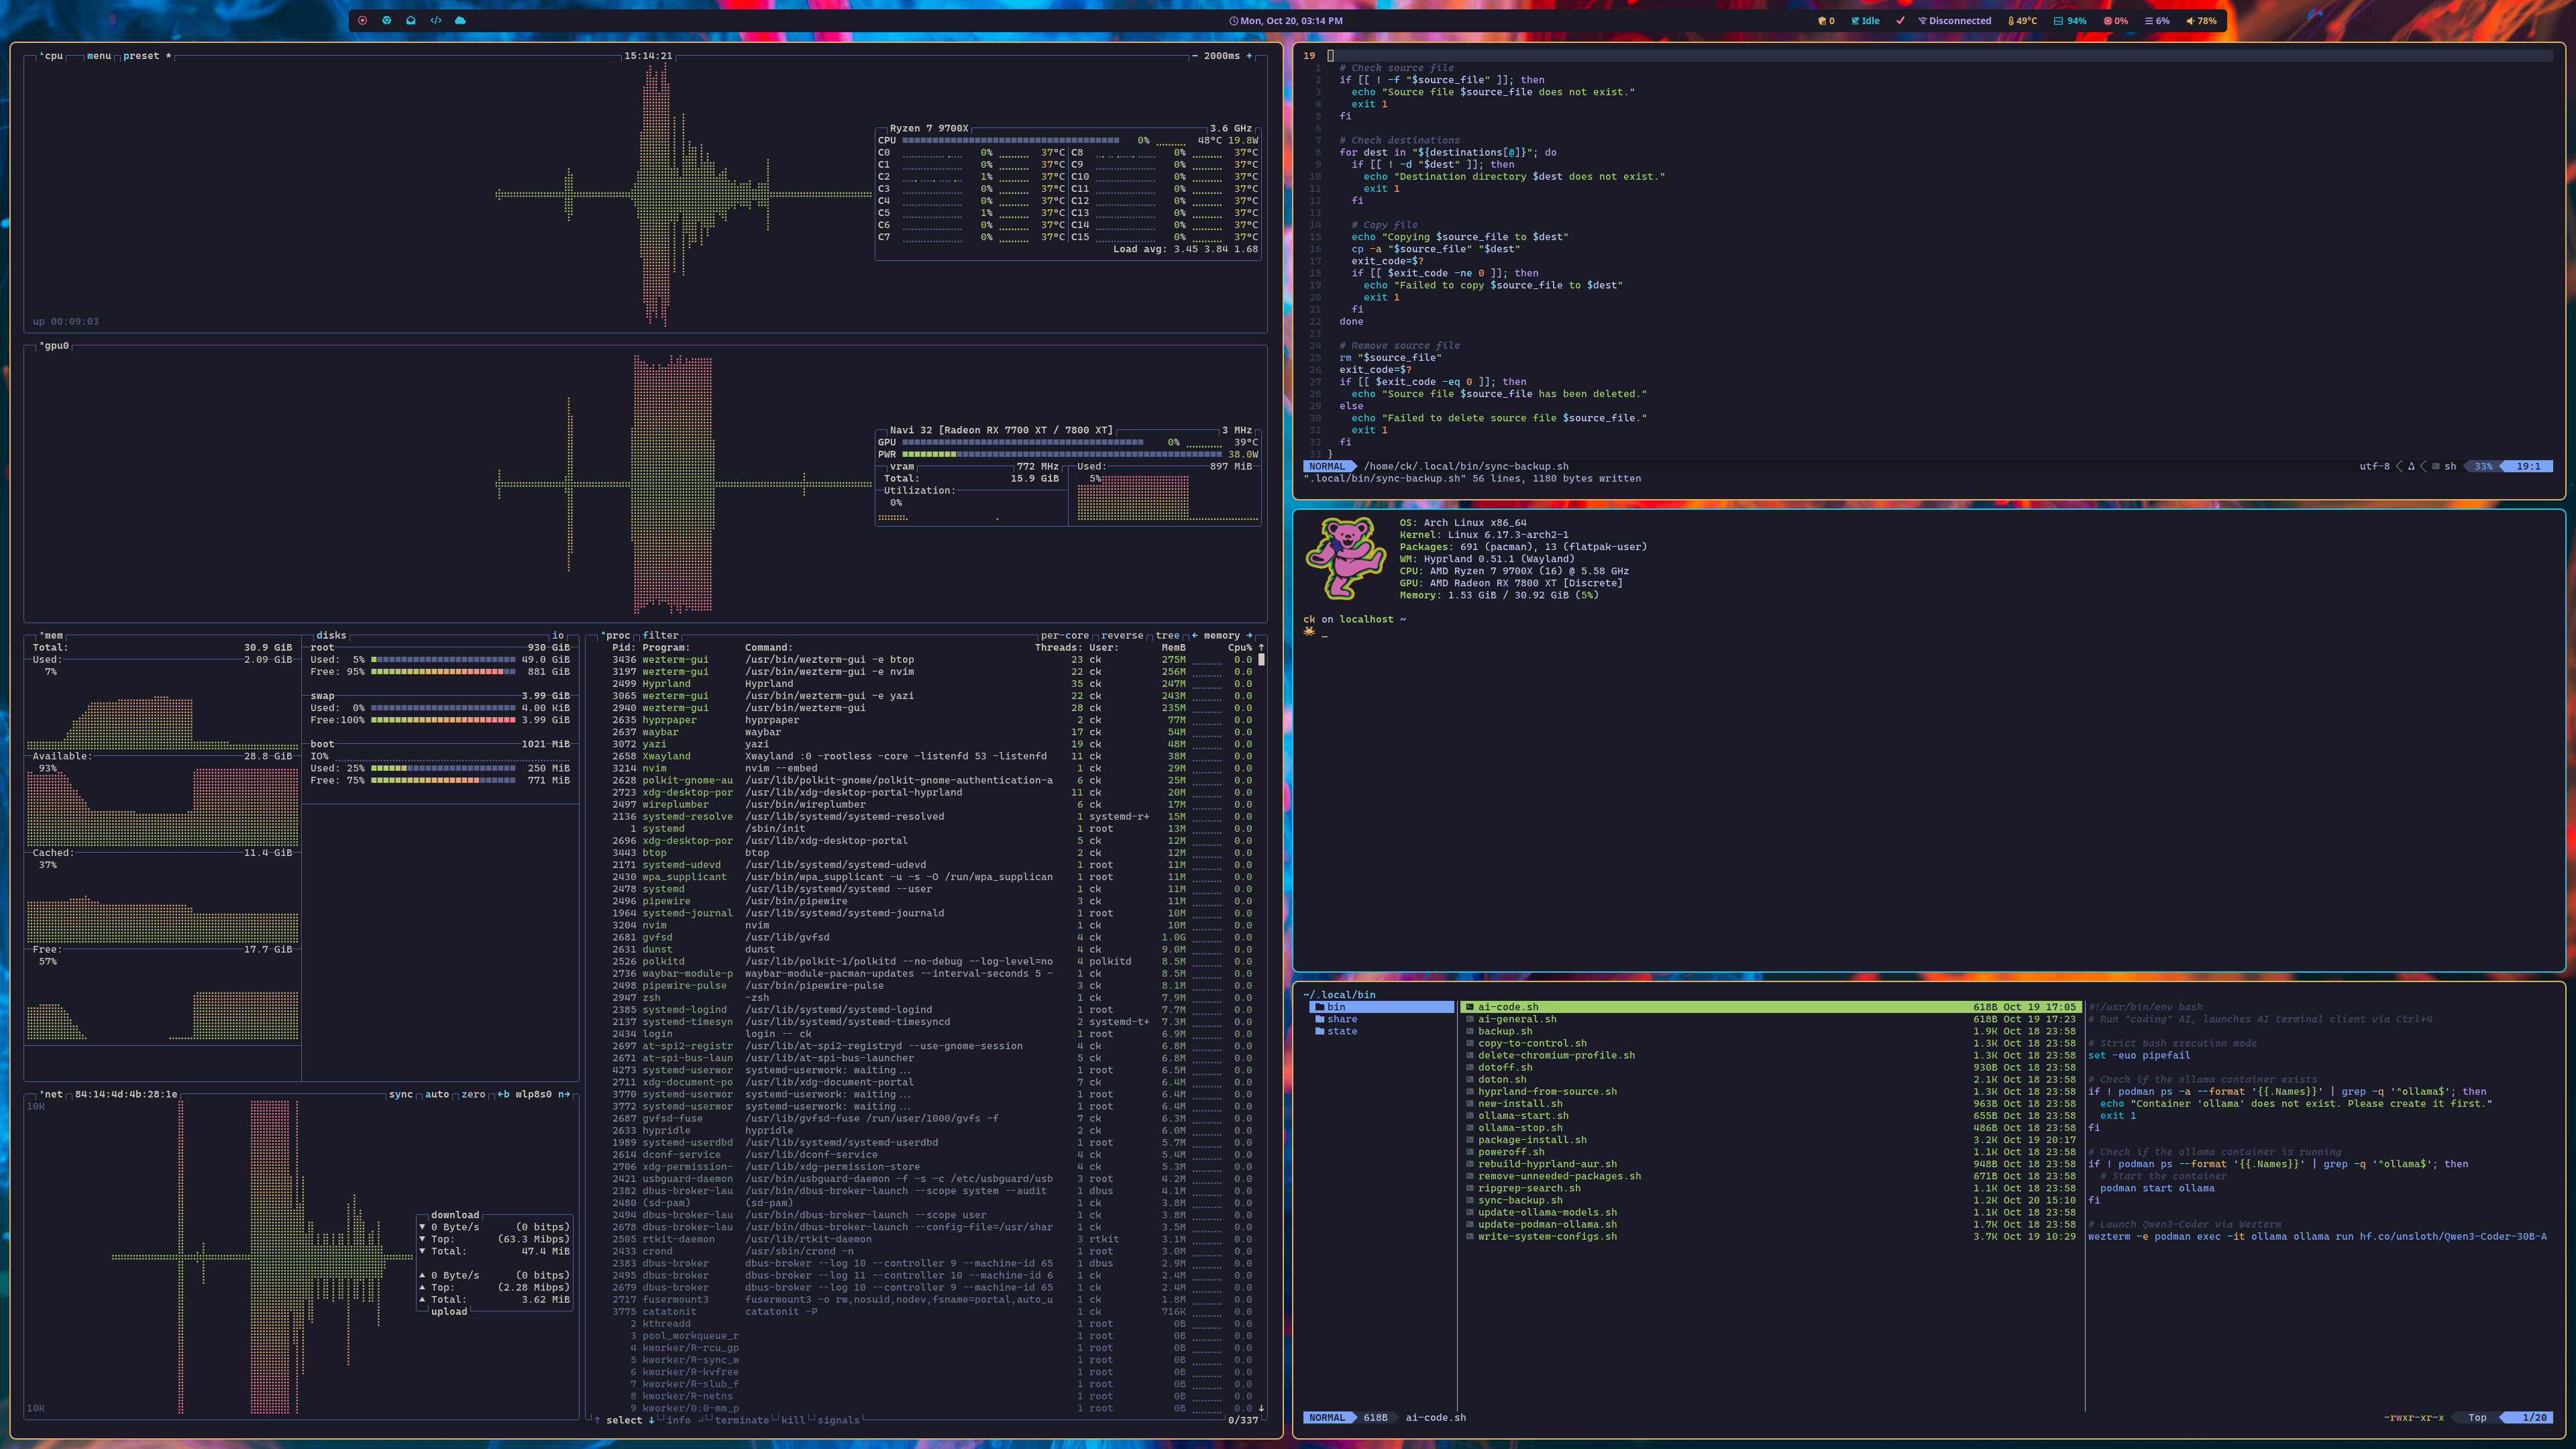 Mon, Oct 20, 03:14 PM
0 Idle Disconnected 49°C 94% 0% 6% 78%
¹cpu menu preset * 15:14:21 - 2000ms +
Ryzen 7 9700X 3.6 GHz
CPU 0% 48°C 19.8W
C0 0% 37°C C8 0% 37°C
C1 0% 37°C C9 0% 37°C
C2 1% 37°C C10 0% 37°C
C3 0% 37°C C11 0% 37°C
C4 0% 37°C C12 0% 37°C
C5 1% 37°C C13 0% 37°C
C6 0% 37°C C14 0% 37°C
C7 0% 37°C C15 0% 37°C
Load avg: 3.45 3.84 1.68
up 00:09:03
gpu0
Navi 32 [Radeon RX 7700 XT / 7800 XT] 3 MHz
GPU 0% 39°C
PWR 38.0W
vram 772 MHz Used: 897 MiB
Total: 15.9 GiB 5%
Utilization:
0%
mem
Total: 30.9 GiB
Used: 2.09 GiB
7%
Available: 28.8 GiB
93%
Cached: 11.4 GiB
37%
Free: 17.7 GiB
57%
disks io
root 930 GiB
Used: 5% 49.0 GiB
Free: 95% 881 GiB
swap 3.99 GiB
Used: 0% 4.00 KiB
Free:100% 3.99 GiB
boot 1021 MiB
IO%
Used: 25% 250 MiB
Free: 75% 771 MiB
net 84:14:4d:4b:28:1e sync auto zero ←b wlp8s0 n→
10K
download
▼ 0 Byte/s (0 bitps)
▼ Top: (63.3 Mibps)
▼ Total: 47.4 MiB
▲ 0 Byte/s (0 bitps)
▲ Top: (2.28 Mibps)
▲ Total: 3.62 MiB
upload
10K
proc filter per-core reverse tree ← memory →
Pid: Program: Command: Threads: User: MemB Cpu% ↑
3436 wezterm-gui /usr/bin/wezterm-gui -e btop 23 ck 275M 0.0
3197 wezterm-gui /usr/bin/wezterm-gui -e nvim 22 ck 256M 0.0
2499 Hyprland Hyprland 35 ck 247M 0.0
3065 wezterm-gui /usr/bin/wezterm-gui -e yazi 22 ck 243M 0.0
2940 wezterm-gui /usr/bin/wezterm-gui 28 ck 235M 0.0
2635 hyprpaper hyprpaper 2 ck 77M 0.0
2637 waybar waybar 17 ck 54M 0.0
3072 yazi yazi 19 ck 48M 0.0
2658 Xwayland Xwayland :0 -rootless -core -listenfd 53 -listenfd 11 ck 38M 0.0
3214 nvim nvim --embed 1 ck 29M 0.0
2628 polkit-gnome-au /usr/lib/polkit-gnome/polkit-gnome-authentication-a 6 ck 25M 0.0
2723 xdg-desktop-por /usr/lib/xdg-desktop-portal-hyprland 11 ck 20M 0.0
2497 wireplumber /usr/bin/wireplumber 6 ck 17M 0.0
2136 systemd-resolve /usr/lib/systemd/systemd-resolved 1 systemd-r+ 15M 0.0
1 systemd /sbin/init 1 root 13M 0.0
2696 xdg-desktop-por /usr/lib/xdg-desktop-portal 5 ck 12M 0.0
3443 btop btop 2 ck 12M 0.0
2171 systemd-udevd /usr/lib/systemd/systemd-udevd 1 root 11M 0.0
2430 wpa_supplicant /usr/bin/wpa_supplicant -u -s -O /run/wpa_supplican 1 root 11M 0.0
2478 systemd /usr/lib/systemd/systemd --user 1 ck 11M 0.0
2496 pipewire /usr/bin/pipewire 3 ck 11M 0.0
1964 systemd-journal /usr/lib/systemd/systemd-journald 1 root 10M 0.0
3204 nvim nvim 1 ck 10M 0.0
2681 gvfsd /usr/lib/gvfsd 4 ck 1.0G 0.0
2631 dunst dunst 4 ck 9.0M 0.0
2526 polkitd /usr/lib/polkit-1/polkitd --no-debug --log-level=no 4 polkitd 8.5M 0.0
2736 waybar-module-p waybar-module-pacman-updates --interval-seconds 5 - 1 ck 8.5M 0.0
2498 pipewire-pulse /usr/bin/pipewire-pulse 3 ck 8.1M 0.0
2947 zsh -zsh 1 ck 7.9M 0.0
2385 systemd-logind /usr/lib/systemd/systemd-logind 1 root 7.7M 0.0
2137 systemd-timesyn /usr/lib/systemd/systemd-timesyncd 2 systemd-t+ 7.3M 0.0
2434 login login -- ck 1 root 6.9M 0.0
2697 at-spi2-registr /usr/lib/at-spi2-registryd --use-gnome-session 4 ck 6.8M 0.0
2671 at-spi-bus-laun /usr/lib/at-spi-bus-launcher 5 ck 6.8M 0.0
4273 systemd-userwor systemd-userwork: waiting... 1 root 6.5M 0.0
2711 xdg-document-po /usr/lib/xdg-document-portal 7 ck 6.4M 0.0
3770 systemd-userwor systemd-userwork: waiting... 1 root 6.4M 0.0
3772 systemd-userwor systemd-userwork: waiting... 1 root 6.4M 0.0
2687 gvfsd-fuse /usr/lib/gvfsd-fuse /run/user/1000/gvfs -f 7 ck 6.3M 0.0
2633 hypridle hypridle 2 ck 6.0M 0.0
1989 systemd-userdbd /usr/lib/systemd/systemd-userdbd 1 root 5.7M 0.0
2614 dconf-service /usr/lib/dconf-service 4 ck 5.4M 0.0
2706 xdg-permission- /usr/lib/xdg-permission-store 4 ck 5.3M 0.0
2421 usbguard-daemon /usr/bin/usbguard-daemon -f -s -c /etc/usbguard/usb 3 root 4.2M 0.0
2382 dbus-broker-lau /usr/bin/dbus-broker-launch --scope system --audit 1 dbus 4.1M 0.0
2480 (sd-pam) (sd-pam) 1 ck 3.8M 0.0
2494 dbus-broker-lau /usr/bin/dbus-broker-launch --scope user 1 ck 3.8M 0.0
2678 dbus-broker-lau /usr/bin/dbus-broker-launch --config-file=/usr/shar 1 ck 3.5M 0.0
2505 rtkit-daemon /usr/lib/rtkit-daemon 3 rtkit 3.1M 0.0
2433 crond /usr/sbin/crond -n 1 root 3.0M 0.0
2383 dbus-broker dbus-broker --log 10 --controller 9 --machine-id 65 1 dbus 2.9M 0.0
2495 dbus-broker dbus-broker --log 11 --controller 10 --machine-id 6 1 ck 2.4M 0.0
2679 dbus-broker dbus-broker --log 10 --controller 9 --machine-id 65 1 ck 2.4M 0.0
2717 fusermount3 fusermount3 -o rw,nosuid,nodev,fsname=portal,auto_u 1 ck 1.8M 0.0
3775 catatonit catatonit -P 1 ck 716K 0.0
2 kthreadd 1 root 0B 0.0
3 pool_workqueue_r 1 root 0B 0.0
4 kworker/R-rcu_gp 1 root 0B 0.0
5 kworker/R-sync_w 1 root 0B 0.0
6 kworker/R-kvfree 1 root 0B 0.0
7 kworker/R-slub_f 1 root 0B 0.0
8 kworker/R-netns 1 root 0B 0.0
9 kworker/0:0-mm_p 1 root 0B 0.0 ↓
↑ select ↓ info ↲ terminate kill signals 0/337
19
1 # Check source file
2 if [[ ! -f "$source_file" ]]; then
3 echo "Source file $source_file does not exist."
4 exit 1
5 fi
6
7 # Check destinations
8 for dest in "${destinations[@]}"; do
9 if [[ ! -d "$dest" ]]; then
10 echo "Destination directory $dest does not exist."
11 exit 1
12 fi
13
14 # Copy file
15 echo "Copying $source_file to $dest"
16 cp -a "$source_file" "$dest"
17 exit_code=$?
18 if [[ $exit_code -ne 0 ]]; then
19 echo "Failed to copy $source_file to $dest"
20 exit 1
21 fi
22 done
23
24 # Remove source file
25 rm "$source_file"
26 exit_code=$?
27 if [[ $exit_code -eq 0 ]]; then
28 echo "Source file $source_file has been deleted."
29 else
30 echo "Failed to delete source file $source_file."
31 exit 1
32 fi
33 }
NORMAL /home/ck/.local/bin/sync-backup.sh utf-8 sh 33% 19:1
".local/bin/sync-backup.sh" 56 lines, 1180 bytes written
OS: Arch Linux x86_64
Kernel: Linux 6.17.3-arch2-1
Packages: 691 (pacman), 13 (flatpak-user)
WM: Hyprland 0.51.1 (Wayland)
CPU: AMD Ryzen 7 9700X (16) @ 5.58 GHz
GPU: AMD Radeon RX 7800 XT [Discrete]
Memory: 1.53 GiB / 30.92 GiB (5%)
ck on localhost ~
~/.local/bin
bin
share
state
ai-code.sh 618B Oct 19 17:05
ai-general.sh 618B Oct 19 17:23
backup.sh 1.9K Oct 18 23:58
copy-to-control.sh 1.3K Oct 18 23:58
delete-chromium-profile.sh 1.3K Oct 18 23:58
dotoff.sh 930B Oct 18 23:58
doton.sh 2.1K Oct 18 23:58
hyprland-from-source.sh 1.3K Oct 18 23:58
new-install.sh 963B Oct 18 23:58
ollama-start.sh 655B Oct 18 23:58
ollama-stop.sh 486B Oct 18 23:58
package-install.sh 3.2K Oct 19 20:17
poweroff.sh 1.1K Oct 18 23:58
rebuild-hyprland-aur.sh 948B Oct 18 23:58
remove-unneeded-packages.sh 671B Oct 18 23:58
ripgrep-search.sh 1.1K Oct 18 23:58
sync-backup.sh 1.2K Oct 20 15:10
update-ollama-models.sh 1.1K Oct 18 23:58
update-podman-ollama.sh 1.7K Oct 18 23:58
write-system-configs.sh 3.7K Oct 19 10:29
#!/usr/bin/env bash
# Run "coding" AI, launches AI terminal client via Ctrl+4
# Strict bash execution mode
set -euo pipefail
# Check if the ollama container exists
if ! podman ps -a --format '{{.Names}}' | grep -q '^ollama$'; then
echo "Container 'ollama' does not exist. Please create it first."
exit 1
fi
# Check if the ollama container is running
if ! podman ps --format '{{.Names}}' | grep -q '^ollama$'; then
# Start the container
podman start ollama
fi
# Launch Qwen3-Coder via Wezterm
wezterm -e podman exec -it ollama ollama run hf.co/unsloth/Qwen3-Coder-30B-A
NORMAL 618B ai-code.sh -rwxr-xr-x Top 1/20